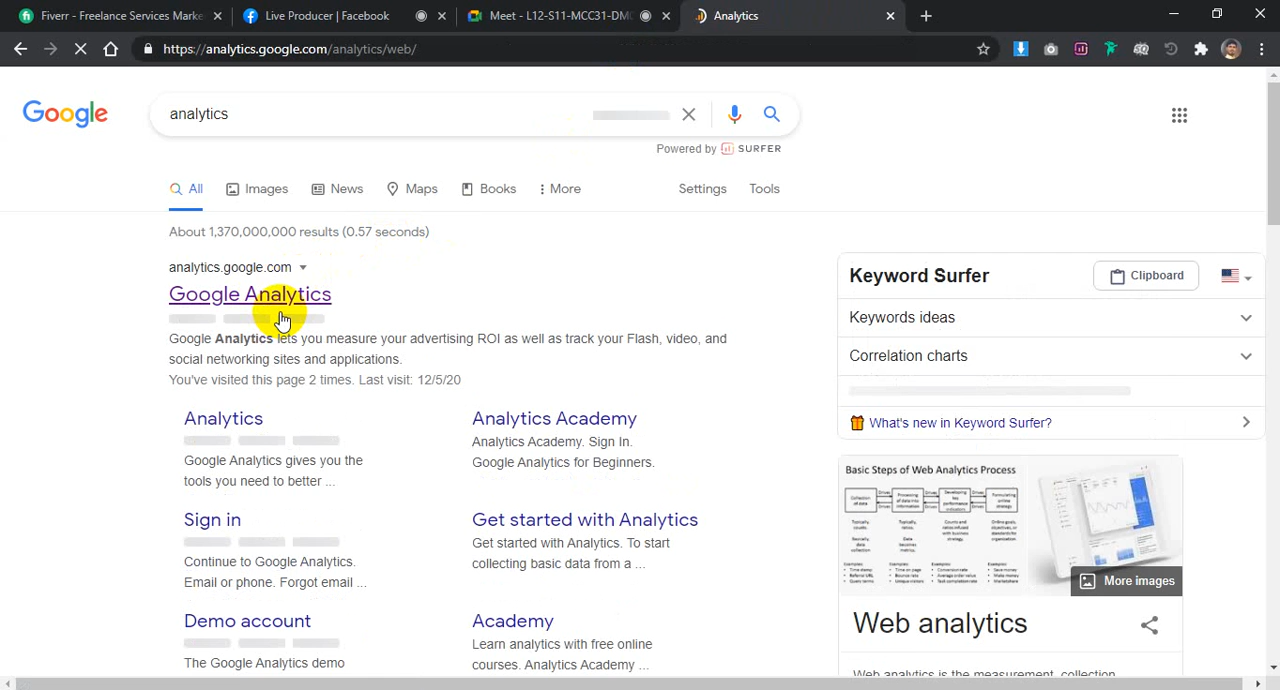 Fiverr - Freelance Services Marke
Live Producer | Facebook
Meet - L12-S11-MCC31-DM
Analytics
https://analytics.google.com/analytics/web/
Google
analytics
Powered by SURFER
All
Images
News
Maps
Books
More
Settings
Tools
About 1,370,000,000 results (0.57 seconds)
analytics.google.com
Google Analytics
Google Analytics lets you measure your advertising ROI as well as track your Flash, video, and
social networking sites and applications.
You've visited this page 2 times. Last visit: 12/5/20
Analytics
Google Analytics gives you the
tools you need to better ...
Analytics Academy
Analytics Academy. Sign In.
Google Analytics for Beginners.
Sign in
Continue to Google Analytics.
Email or phone. Forgot email ...
Get started with Analytics
Get started with Analytics. To start
collecting basic data from a ...
Demo account
The Google Analytics demo
Academy
Learn analytics with free online
courses. Analytics Academy ...
Keyword Surfer
Clipboard
Keywords ideas
Correlation charts
What's new in Keyword Surfer?
Basic Steps of Web Analytics Process
More images
Web analytics
Web analytics is the measurement, collection